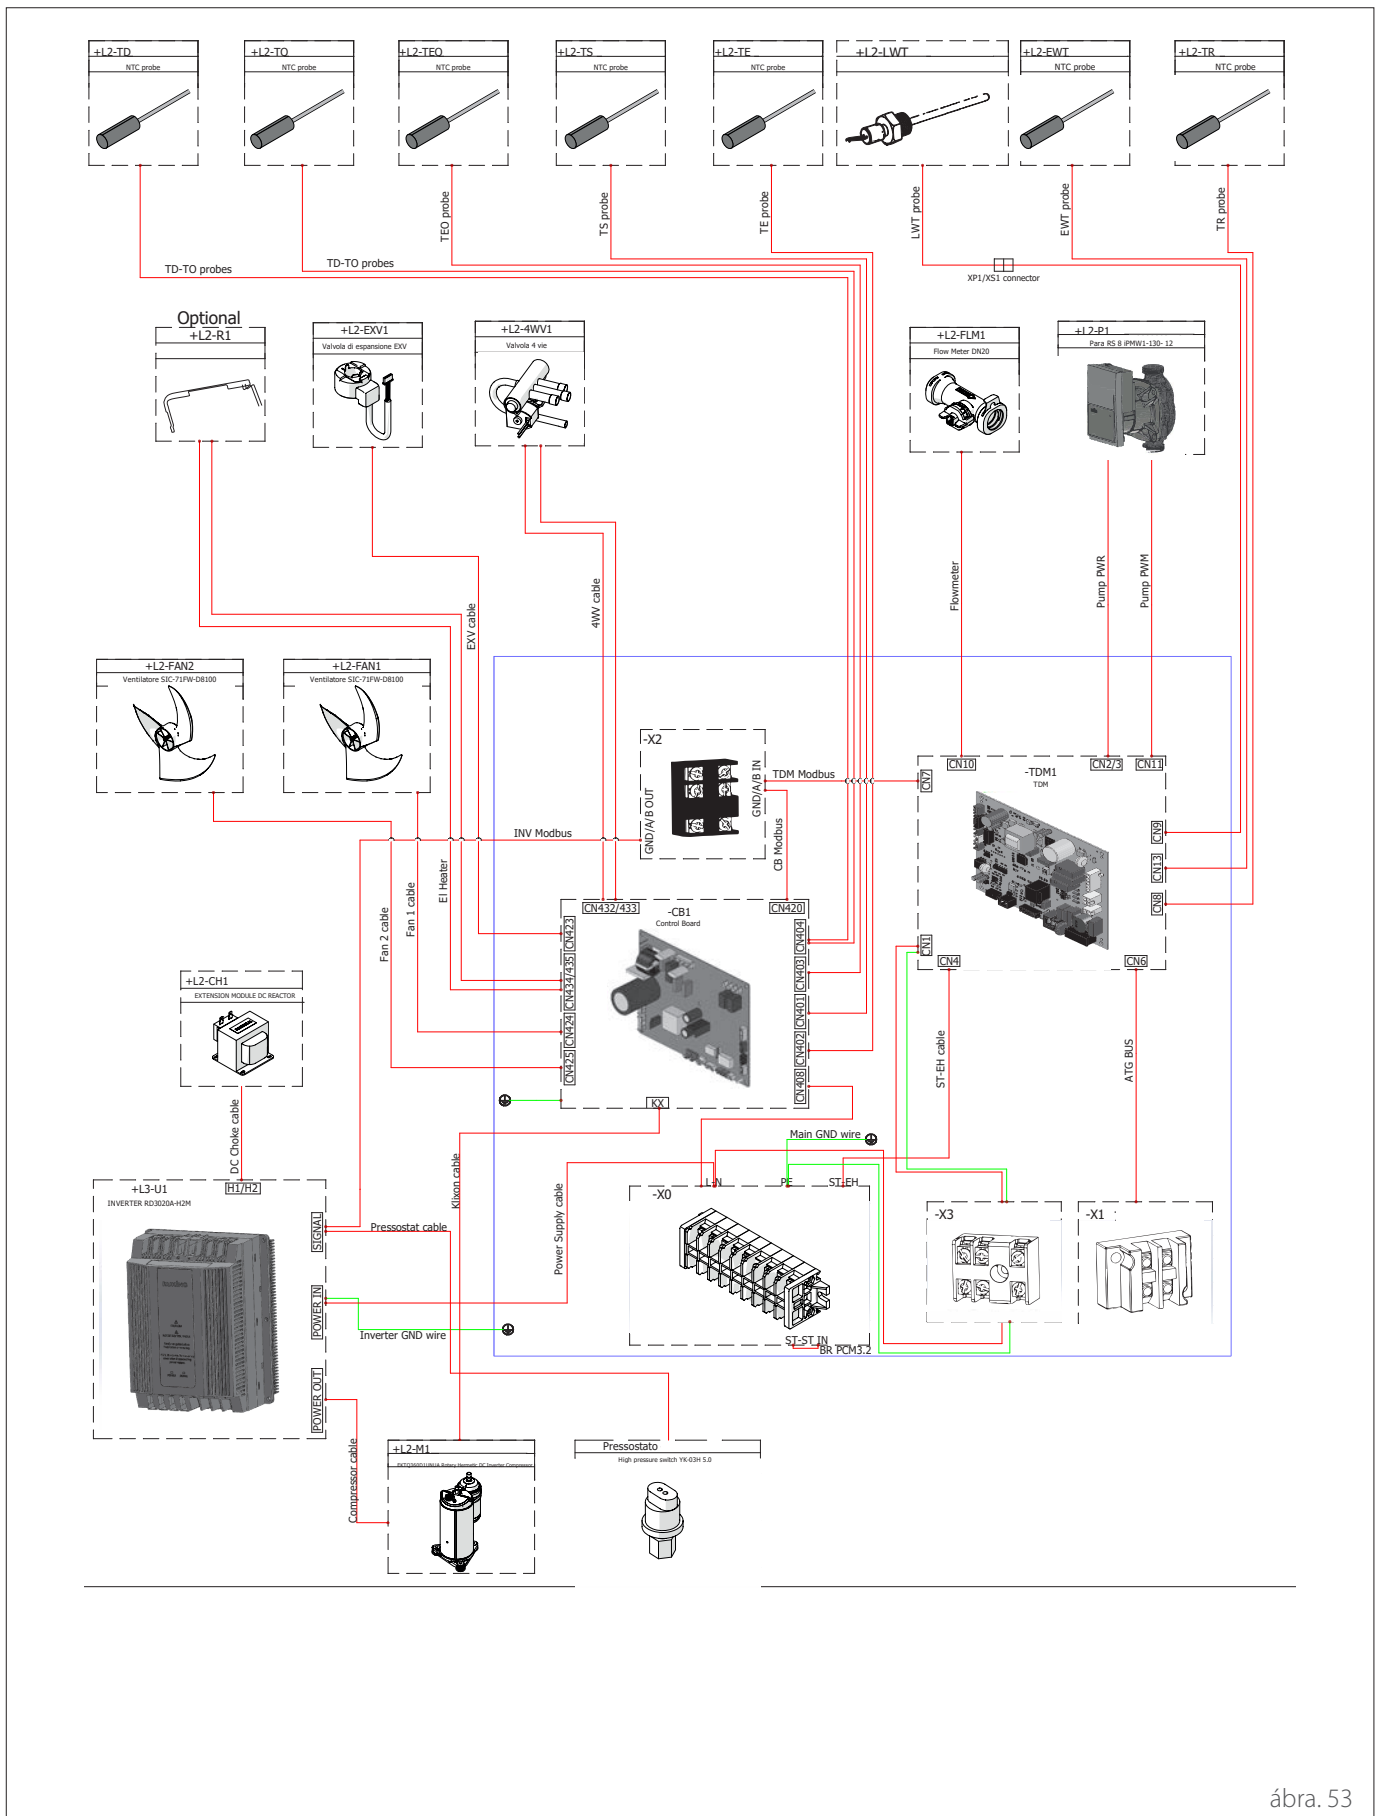 +L2-TD
NTC probe
+L2-TO
NTC probe
+L2-TEO
NTC probe
+L2-TS
NTC probe
+L2-TE
NTC probe
+L2-LWT
+L2-EWT
NTC probe
+L2-TR
NTC probe
TEO probe
TS probe
TE probe
LWT probe
EWT probe
TR probe
TD-TO probes
TD-TO probes
XP1/XS1 connector
Optional
+L2-R1
+L2-EXV1
Valvola di espansione EXV
+L2-4WV1
Valvola 4 vie
+L2-FLM1
Flow Meter DN20
+L2-P1
Para RS 8 iPMW1-130- 12
EXV cable
4WV cable
Flowmeter
Pump PWR
Pump PWM
+L2-FAN2
Ventilatore SIC-71FW-D8100
+L2-FAN1
Ventilatore SIC-71FW-D8100
-X2
GND/A/B OUT
GND/A/B IN
TDM Modbus
INV Modbus
CB Modbus
CN7
CN10
CN2/3
CN11
-TDM1
TDM
CN9
CN13
CN8
CN1
CN4
CN6
Fan 2 cable
Fan 1 cable
El Heater
CN432/433
-CB1
Control Board
CN420
CN423
CN434/435
CN424
CN425
CN404
CN403
CN401
CN402
CN408
KX
+L2-CH1
EXTENSION MODULE DC REACTOR
DC Choke cable
ST-EH cable
ATG BUS
Main GND wire
Klixon cable
Power Supply cable
+L3-U1
INVERTER RD3020A-H2M
H1/H2
SIGNAL
POWER IN
POWER OUT
Pressostat cable
Inverter GND wire
-X0
L-N
PE
ST-EH
ST-ST IN
BR PCM3.2
-X3
-X1
Compressor cable
+L2-M1
Pressostato
High pressure switch YK-03H 5.0
ábra. 53